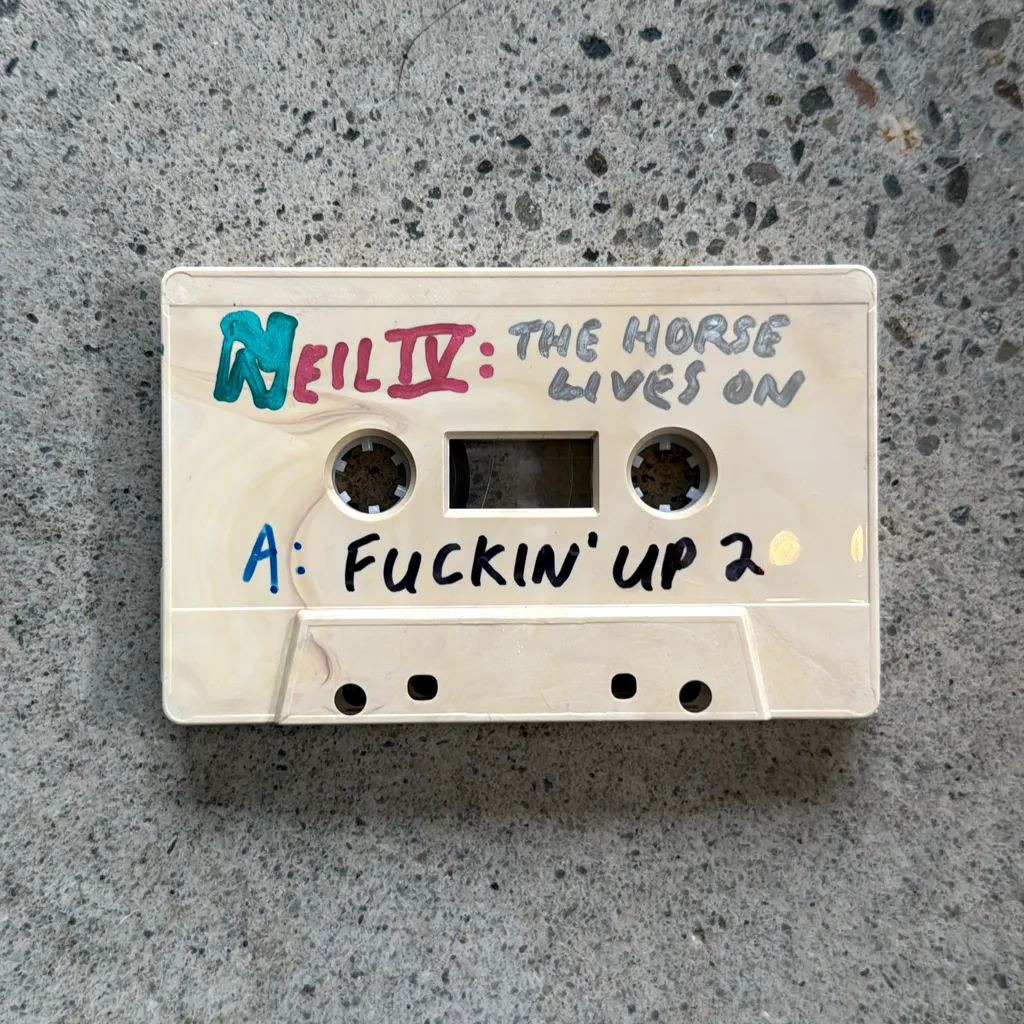 NEIL IV: THE HORSE
LIVES ON
A: FUCKIN' UP 2